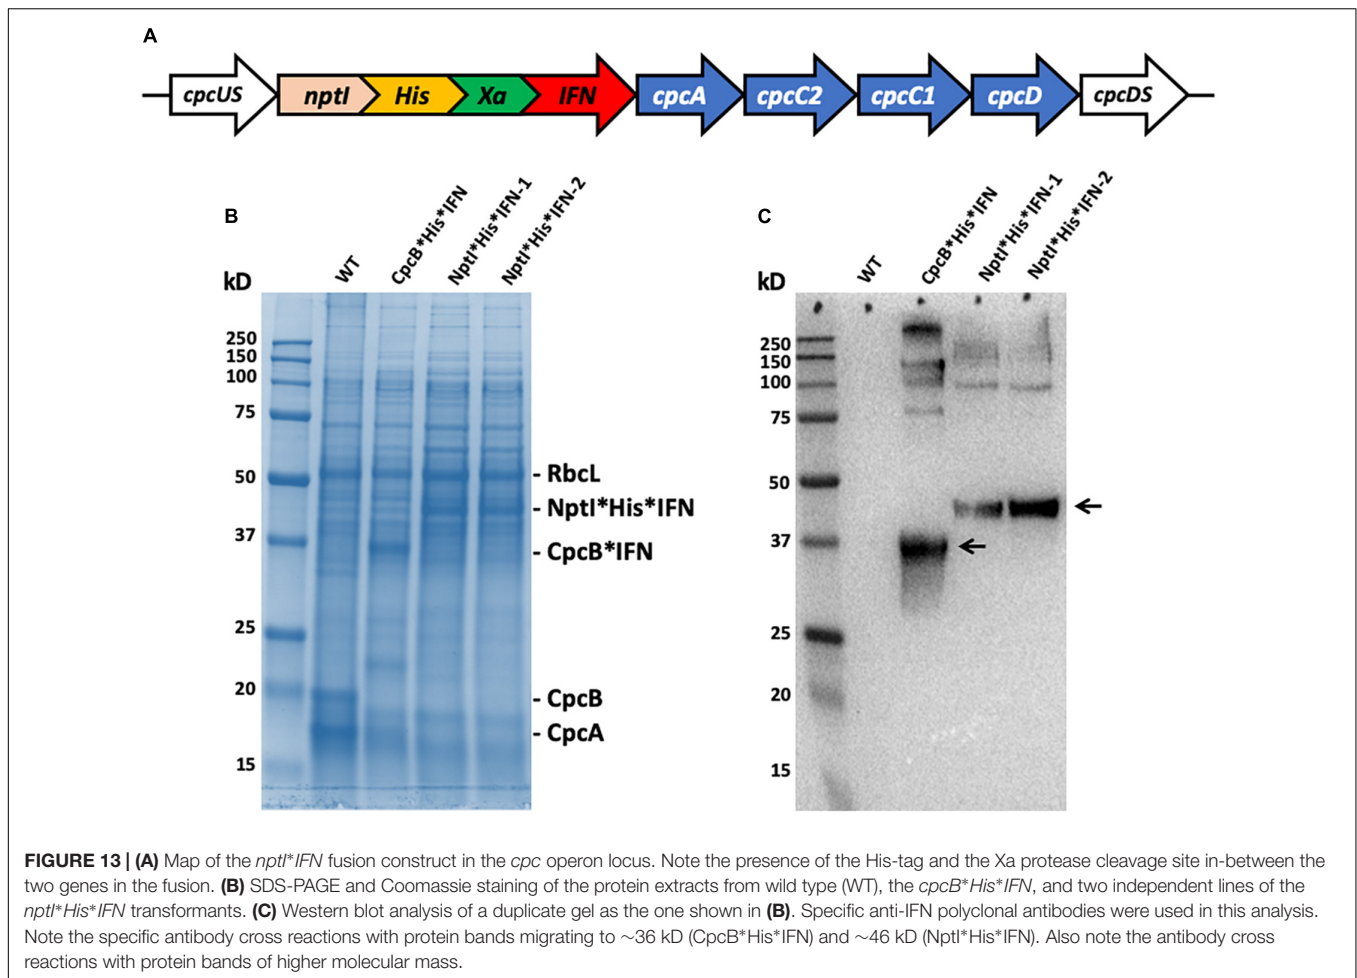 A
cpcUS nptI His Xa IFN cpcA cpcC2 cpcC1 cpcD cpcDS
B
kD
WT
CpcB*His*IFN
NptI*His*IFN-1
NptI*His*IFN-2
250
150
100
75
50
37
25
20
15
- RbcL
- NptI*His*IFN
- CpcB*IFN
- CpcB
- CpcA
C
kD
WT
CpcB*His*IFN
NptI*His*IFN-1
NptI*His*IFN-2
250
150
100
75
50
37
25
20
15
FIGURE 13 | (A) Map of the nptI*IFN fusion construct in the cpc operon locus. Note the presence of the His-tag and the Xa protease cleavage site in-between the
two genes in the fusion. (B) SDS-PAGE and Coomassie staining of the protein extracts from wild type (WT), the cpcB*His*IFN, and two independent lines of the
nptI*His*IFN transformants. (C) Western blot analysis of a duplicate gel as the one shown in (B). Specific anti-IFN polyclonal antibodies were used in this analysis.
Note the specific antibody cross reactions with protein bands migrating to ∼36 kD (CpcB*His*IFN) and ∼46 kD (NptI*His*IFN). Also note the antibody cross
reactions with protein bands of higher molecular mass.